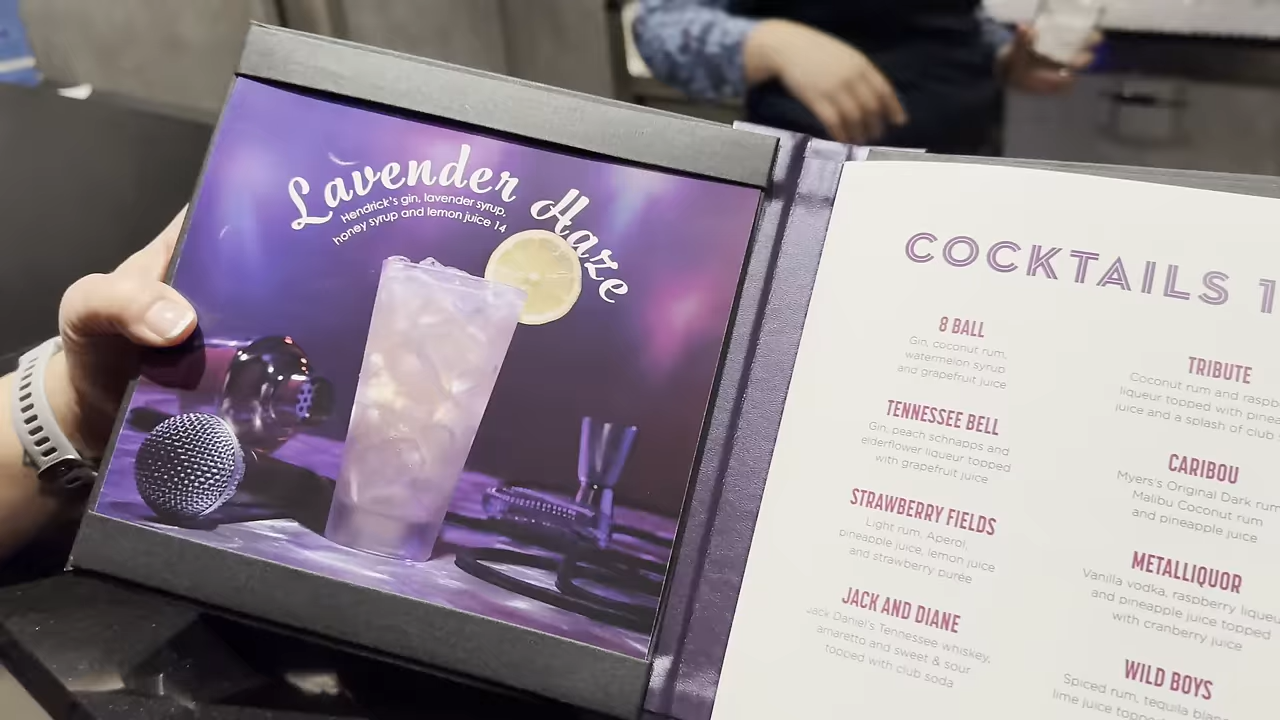 Lavender Haze
Hendrick's gin, lavender syrup,
honey syrup and lemon juice 14
COCKTAILS 1
8 BALL
Gin, coconut rum,
watermelon syrup
and grapefruit juice
TENNESSEE BELL
Gin, peach schnapps and
elderflower liqueur topped
with grapefruit juice
STRAWBERRY FIELDS
Light rum, Aperol,
pineapple juice, lemon juice
and strawberry purée
JACK AND DIANE
Jack Daniel's Tennessee whiskey,
amaretto and sweet & sour
topped with club soda
TRIBUTE
Coconut rum and raspb
liqueur topped with pinea
juice and a splash of club
CARIBOU
Myers's Original Dark rum
Malibu Coconut rum
and pineapple juice
METALLIQUOR
Vanilla vodka, raspberry liqueu
and pineapple juice topped
with cranberry juice
WILD BOYS
Spiced rum, tequila blan
lime juice